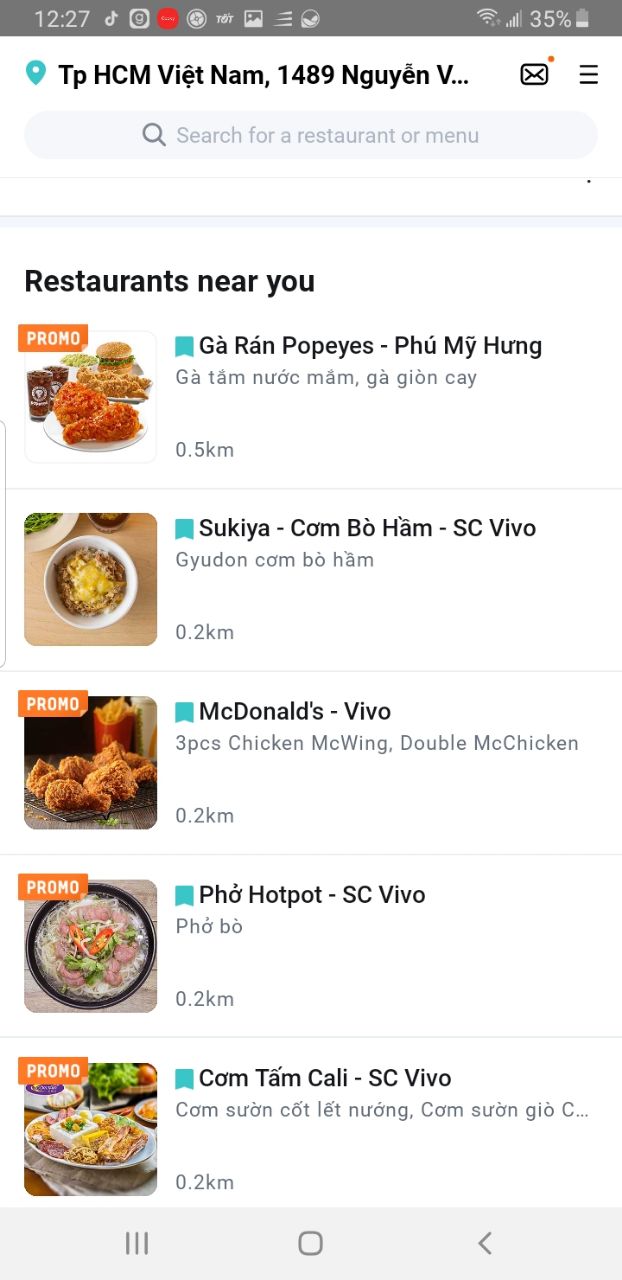 12:27
TỐT
35%
Tp HCM Việt Nam, 1489 Nguyễn V...
Search for a restaurant or menu
Restaurants near you
PROMO
Gà Rán Popeyes - Phú Mỹ Hưng
Gà tắm nước mắm, gà giòn cay
0.5km
Sukiya - Cơm Bò Hầm - SC Vivo
Gyudon cơm bò hầm
0.2km
PROMO
McDonald's - Vivo
3pcs Chicken McWing, Double McChicken
0.2km
PROMO
Phở Hotpot - SC Vivo
Phở bò
0.2km
PROMO
Cơm Tấm Cali - SC Vivo
Cơm sườn cốt lết nướng, Cơm sườn giò C...
0.2km